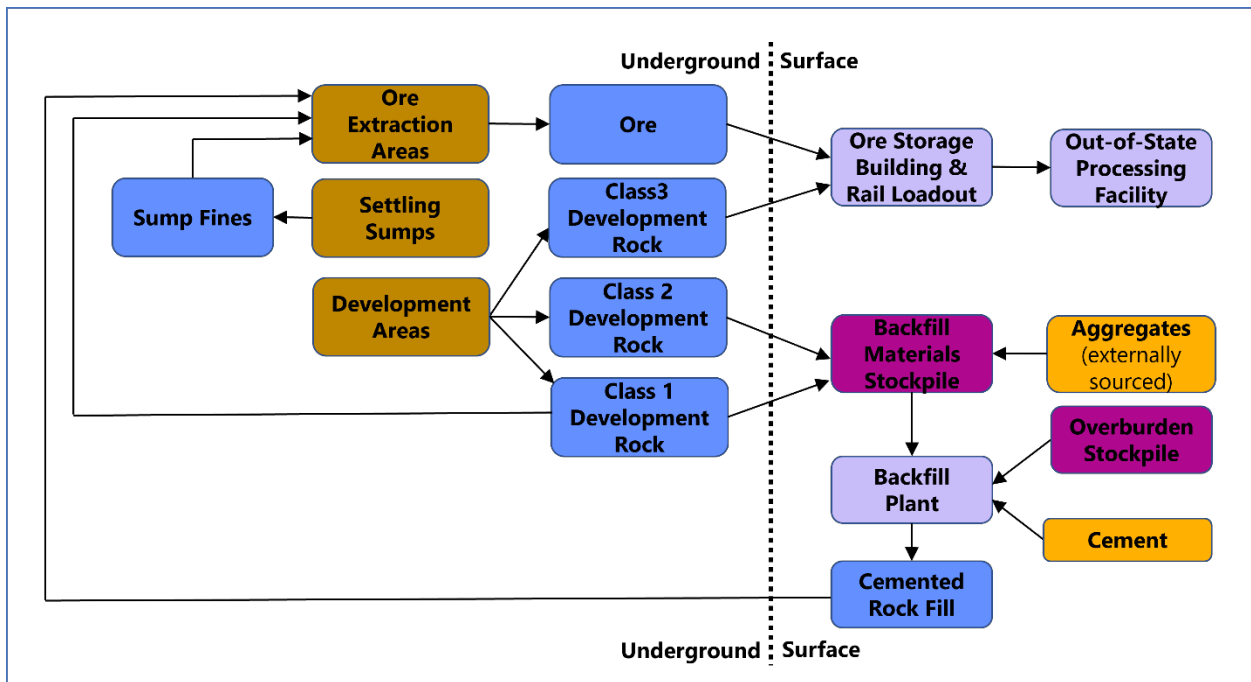 Underground
Surface
Ore
Extraction
Areas
Ore
Ore Storage
Building &
Rail Loadout
Out-of-State
Processing
Facility
Sump Fines
Settling
Sumps
Class3
Development
Rock
Development
Areas
Class 2
Development
Rock
Backfill
Materials
Stockpile
Aggregates
(externally
sourced)
Class 1
Development
Rock
Overburden
Stockpile
Backfill
Plant
Cement
Cemented
Rock Fill
Underground
Surface